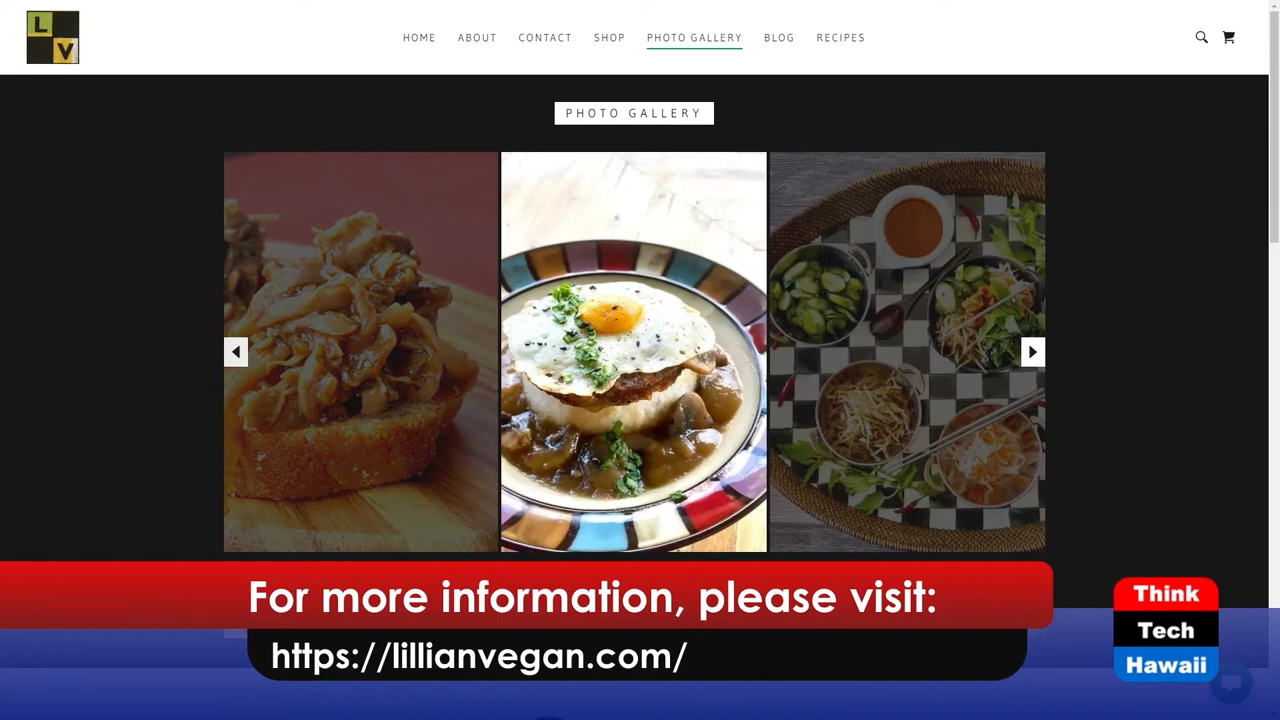 L
V
HOME ABOUT CONTACT SHOP PHOTO GALLERY BLOG RECIPES
PHOTO GALLERY
For more information, please visit:
https://lillianvegan.com/
Think
Tech
Hawaii